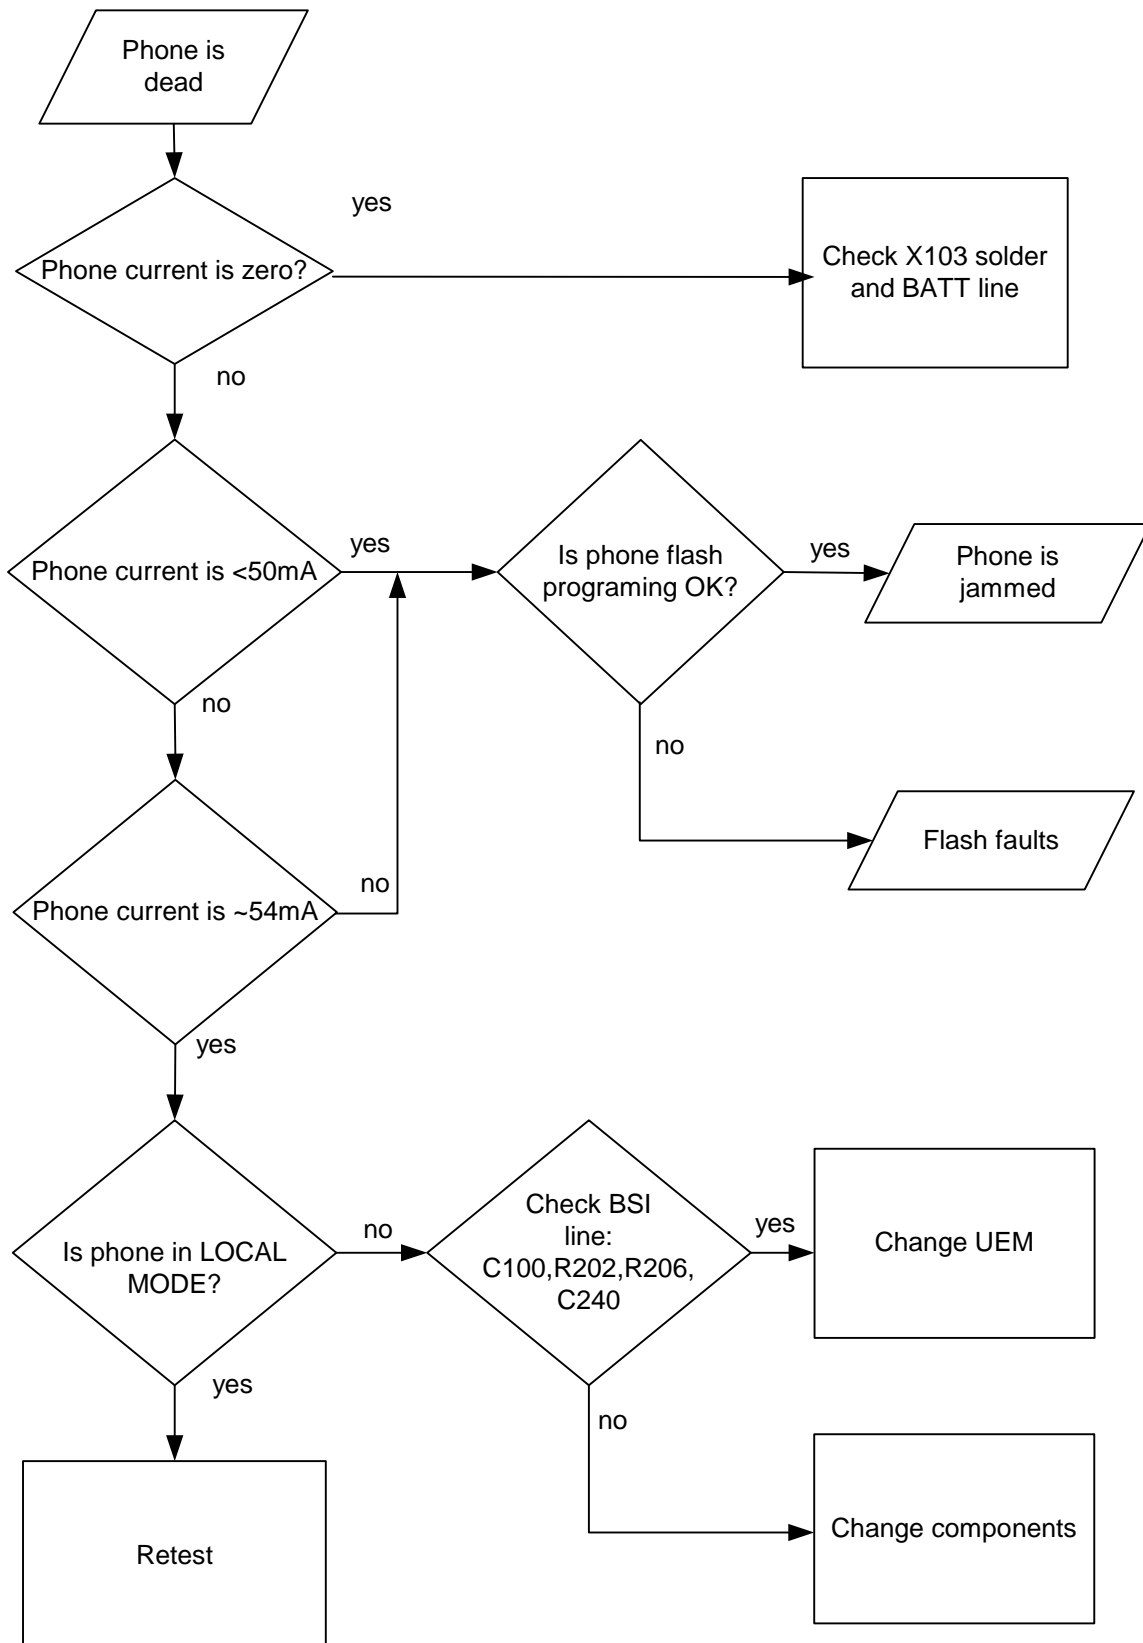 Phone is
dead
yes
Phone current is zero?
Check X103 solder
and BATT line
no
Phone current is <50mA
yes
Is phone flash
programing OK?
yes
Phone is
jammed
no
no
Flash faults
Phone current is ~54mA
no
yes
Is phone in LOCAL
MODE?
no
Check BSI
line:
C100,R202,R206,
C240
yes
Change UEM
yes
no
Change components
Retest